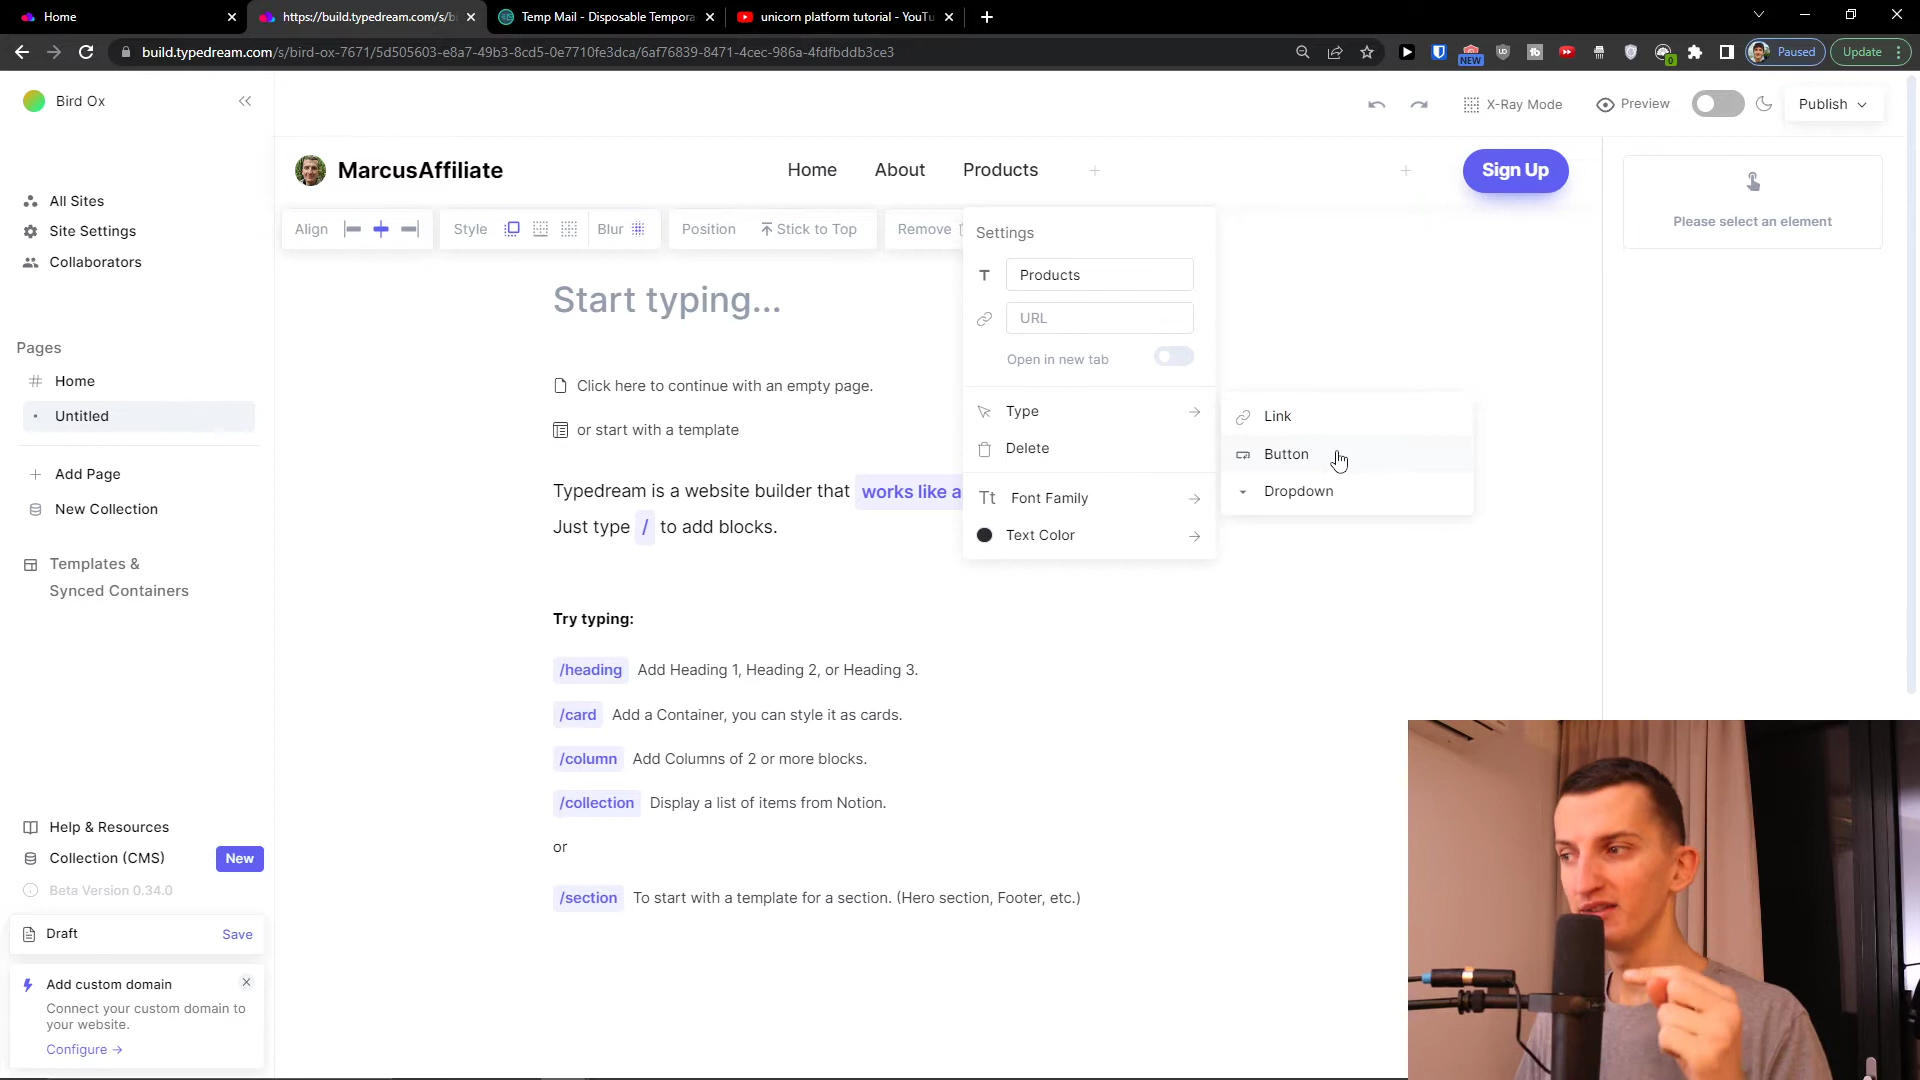 Home
https://build.typedream.com/s/bi
Temp Mail - Disposable Tempora
unicorn platform tutorial - YouTu
build.typedream.com/s/bird-ox-7671/5d505603-e8a7-49b3-8cd5-0e7710fe3dca/6af76839-8471-4cec-986a-4fdfbddb3ce3
NEW
0
Paused
Update
Bird Ox
X-Ray Mode
Preview
Publish
MarcusAffiliate
Home
About
Products
Sign Up
All Sites
Site Settings
Collaborators
Align
Style
Blur
Position
Stick to Top
Remove
Settings
Products
URL
Open in new tab
Type
Delete
Font Family
Text Color
Link
Button
Dropdown
Please select an element
Start typing...
Click here to continue with an empty page.
or start with a template
Typedream is a website builder that works like a
Just type / to add blocks.
Try typing:
/heading Add Heading 1, Heading 2, or Heading 3.
/card Add a Container, you can style it as cards.
/column Add Columns of 2 or more blocks.
/collection Display a list of items from Notion.
or
/section To start with a template for a section. (Hero section, Footer, etc.)
Pages
Home
Untitled
Add Page
New Collection
Templates &
Synced Containers
Help & Resources
Collection (CMS)
New
Beta Version 0.34.0
Draft
Save
Add custom domain
Connect your custom domain to
your website.
Configure →